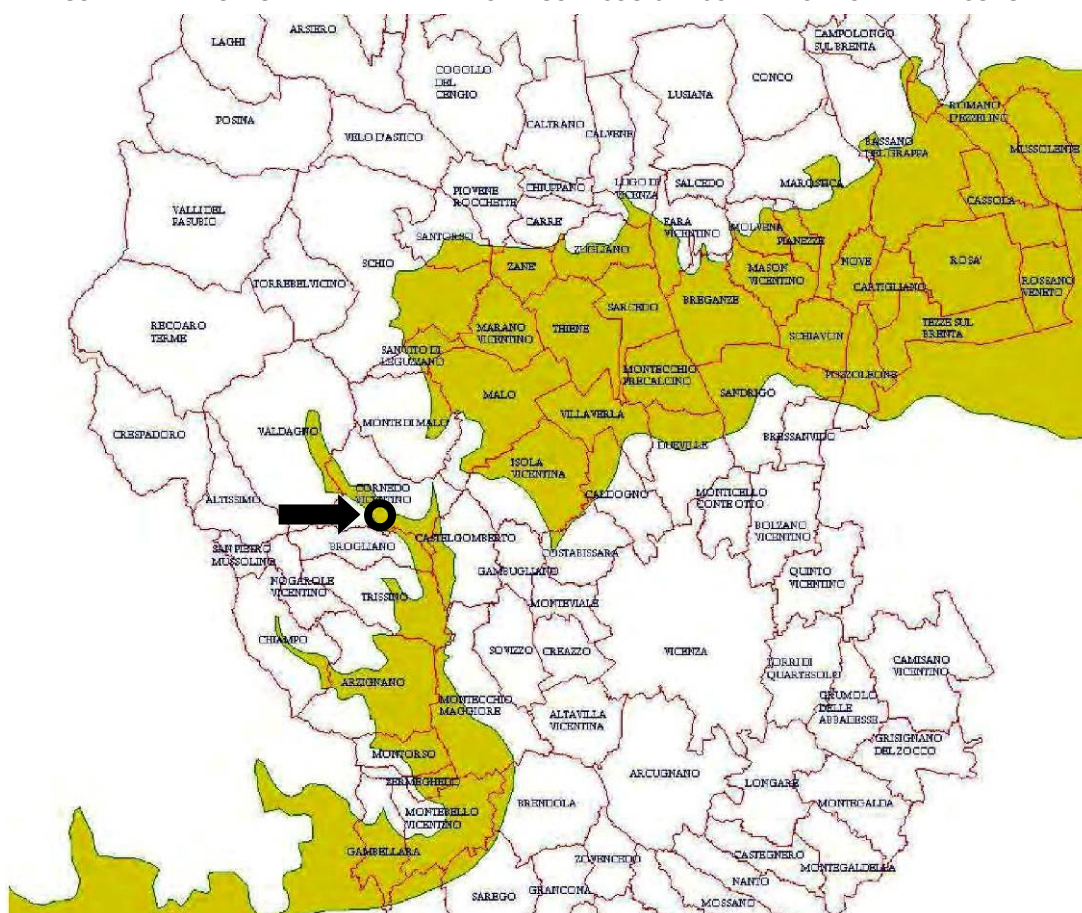 LAGHI
ARSIERO
CAMPOLONGO
SUL BRENTA
COGOLLO
DEL
CENGIO
CONCO
LUSIANA
POSINA
VELO D'ASTICO
CALTRANO
CALVENE
ROMANO
D'EZZELINO
BASSANO
DEL GRAPPA
MUSSOLENTE
VALLI DEL
PASUBIO
PIOVENE
ROCCHETTE
CHIUPPANO
LUGO DI
VICENZA
SALCEDO
MAROSTICA
CASSOLA
CARRE'
FARA
VICENTINO
MOLVENA
PIANEZZE
SANTORSO
ZUGLIANO
SCHIO
ZANE'
MASON
VICENTINO
NOVE
ROSA'
TORREBELVICINO
SARCEDO
BREGANZE
CARTIGLIANO
ROSSANO
VENETO
RECOARO
TERME
MARANO
VICENTINO
THIENE
SCHIAVON
TEZZE SUL
BRENTA
SAN VITO DI
LEGUZZANO
MONTECCHIO
PRECALCINO
POZZOLEONE
MALO
SANDRIGO
VILLAVERLA
CRESPADORO
VALDAGNO
MONTE DI MALO
BRESSANVIDO
DUEVILLE
ISOLA
VICENTINA
CORNEDO
VICENTINO
ALTISSIMO
CALDOGNO
MONTICELLO
CONTE OTTO
BOLZANO
VICENTINO
BROGLIANO
CASTELGOMBERTO
SAN PIETRO
MUSSOLINO
COSTABISSARA
GAMBUGLIANO
QUINTO
VICENTINO
NOGAROLE
VICENTINO
TRISSINO
MONTEVIALE
CHIAMPO
SOVIZZO
CREAZZO
VICENZA
TORRI DI
QUARTESOLO
CAMISANO
VICENTINO
ARZIGNANO
MONTECCHIO
MAGGIORE
GRUMOLO
DELLE
ABBADESSE
ALTAVILLA
VICENTINA
GRISIGNANO
DEL ZOCCO
MONTORSO
ARCUGNANO
ZERMEGHEDO
LONGARE
BRENDOLA
MONTEGALDA
MONTEBELLO
VICENTINO
GAMBELLARA
ZOVENCEDO
CASTEGNERO
MONTEGALDELLA
NANTO
SAREGO
GRANCONA
MOSSANO